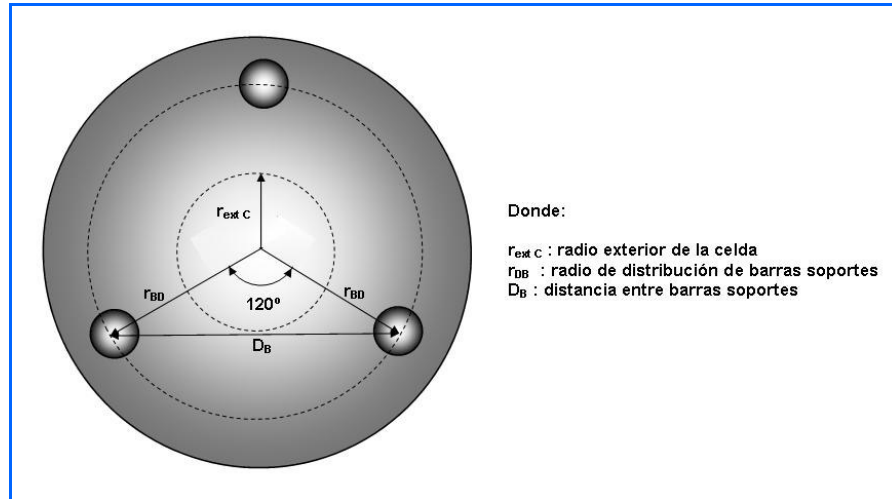 r_ext C
r_BD
r_BD
120º
D_B
Donde:
r_ext C : radio exterior de la celda
r_DB : radio de distribución de barras soportes
D_B : distancia entre barras soportes